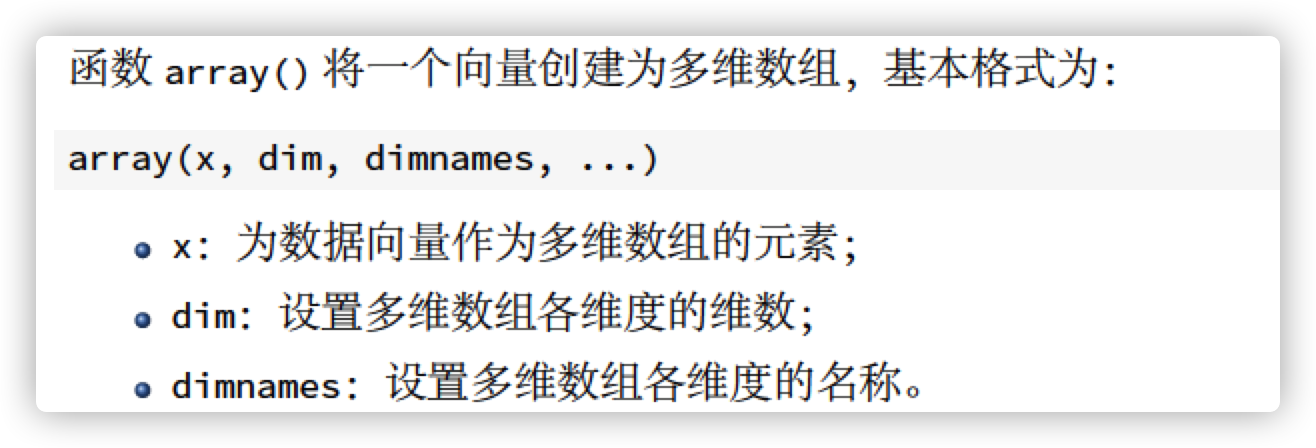 函数 array() 将一个向量创建为多维数组，基本格式为：
array(x, dim, dimnames, ...)
x：为数据向量作为多维数组的元素；
dim：设置多维数组各维度的维数；
dimnames：设置多维数组各维度的名称。